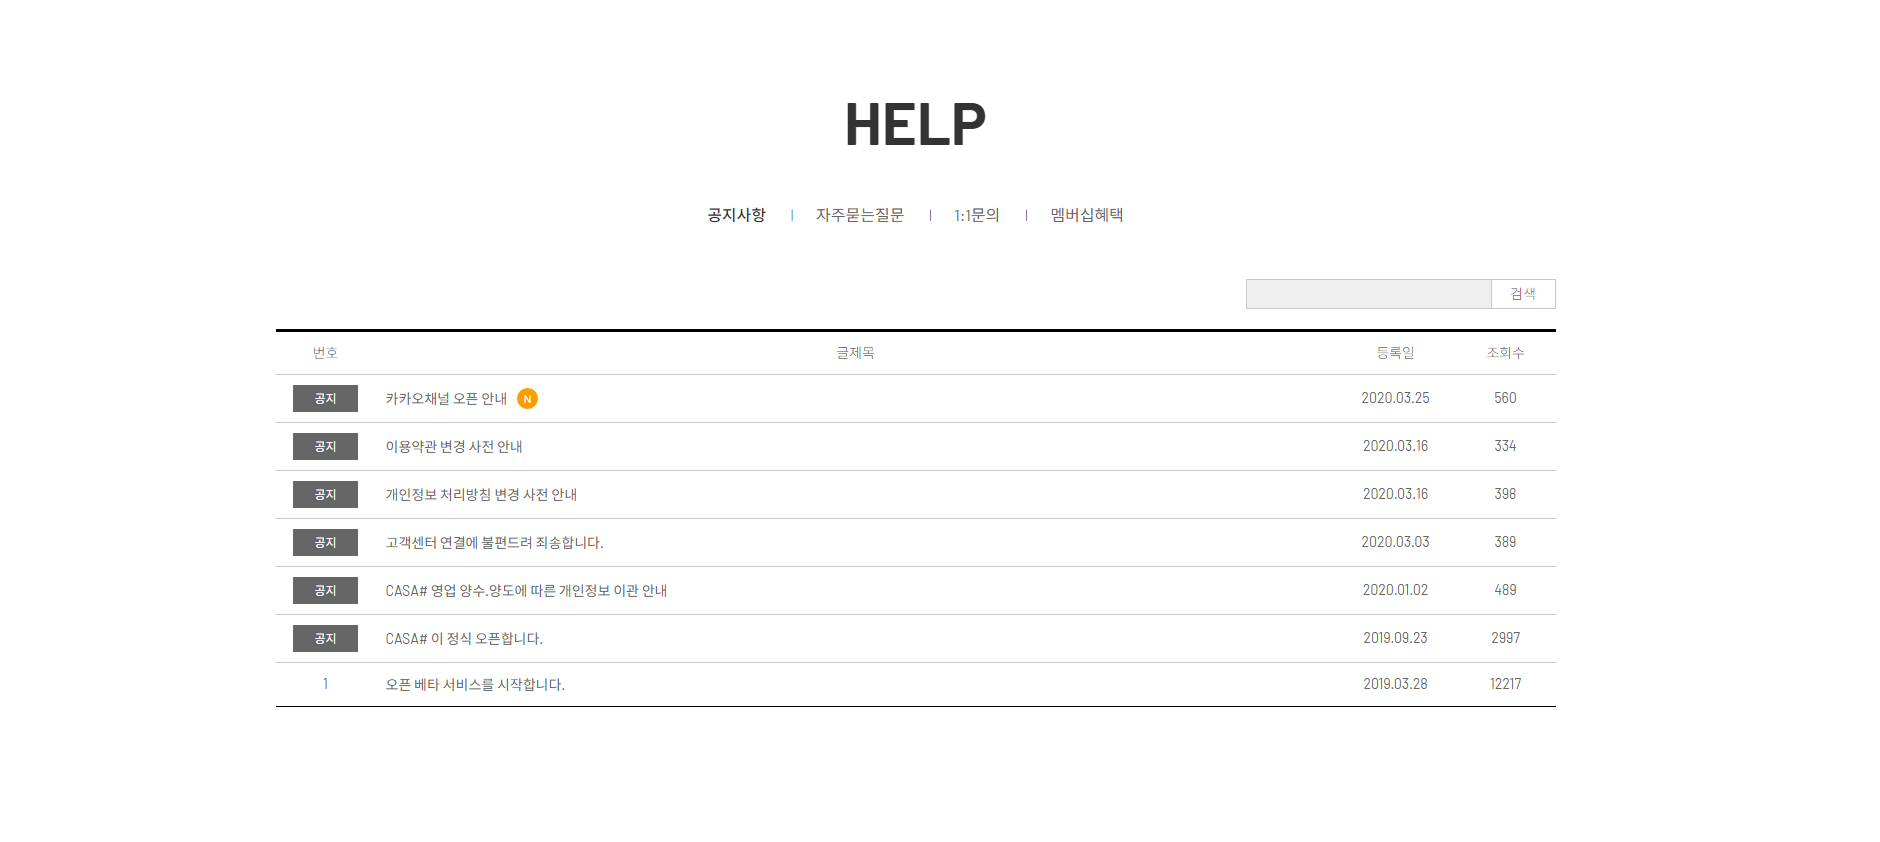 HELP
공지사항 | 자주묻는질문 | 1:1문의 | 멤버십혜택
검색
번호 글제목 등록일 조회수
공지 카카오채널 오픈 안내 N 2020.03.25 560
공지 이용약관 변경 사전 안내 2020.03.16 334
공지 개인정보 처리방침 변경 사전 안내 2020.03.16 398
공지 고객센터 연결에 불편드려 죄송합니다. 2020.03.03 389
공지 CASA# 영업 양수.양도에 따른 개인정보 이관 안내 2020.01.02 489
공지 CASA# 이 정식 오픈합니다. 2019.09.23 2997
1 오픈 베타 서비스를 시작합니다. 2019.03.28 12217